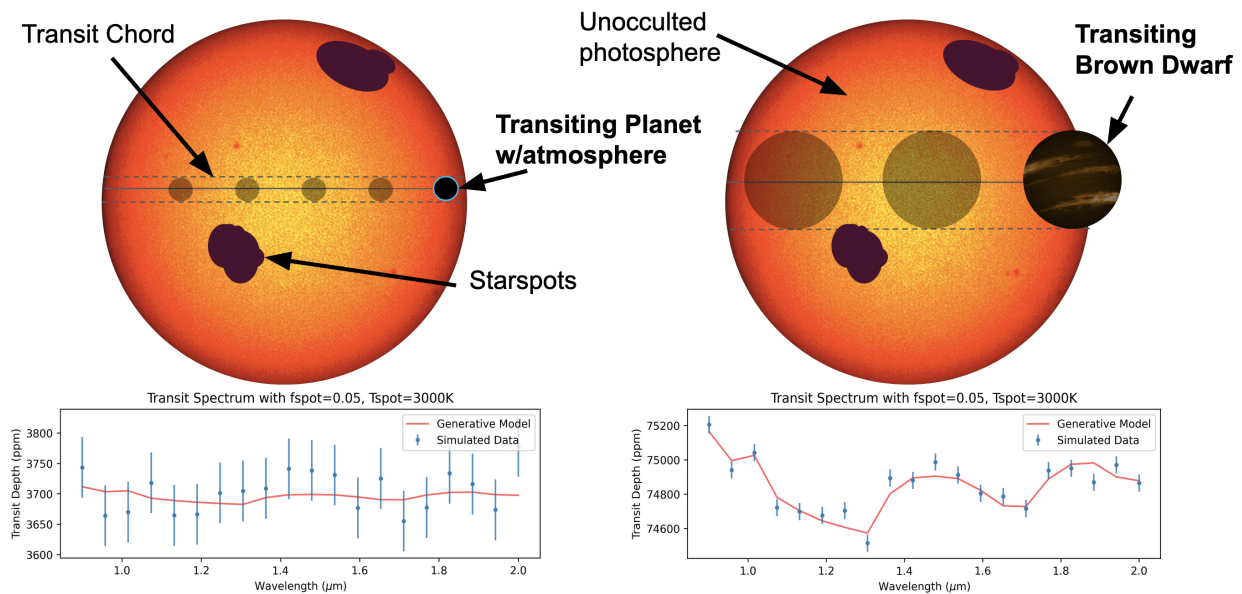 Transit Chord
Transiting Planet
w/atmosphere
Starspots
Unocculted
photosphere
Transiting
Brown Dwarf
Transit Spectrum with fspot=0.05, Tspot=3000K
Transit Depth (ppm)
3800
3750
3700
3650
3600
Generative Model
Simulated Data
1.0 1.2 1.4 1.6 1.8 2.0
Wavelength (μm)
Transit Spectrum with fspot=0.05, Tspot=3000K
Transit Depth (ppm)
75200
75000
74800
74600
Generative Model
Simulated Data
1.0 1.2 1.4 1.6 1.8 2.0
Wavelength (μm)